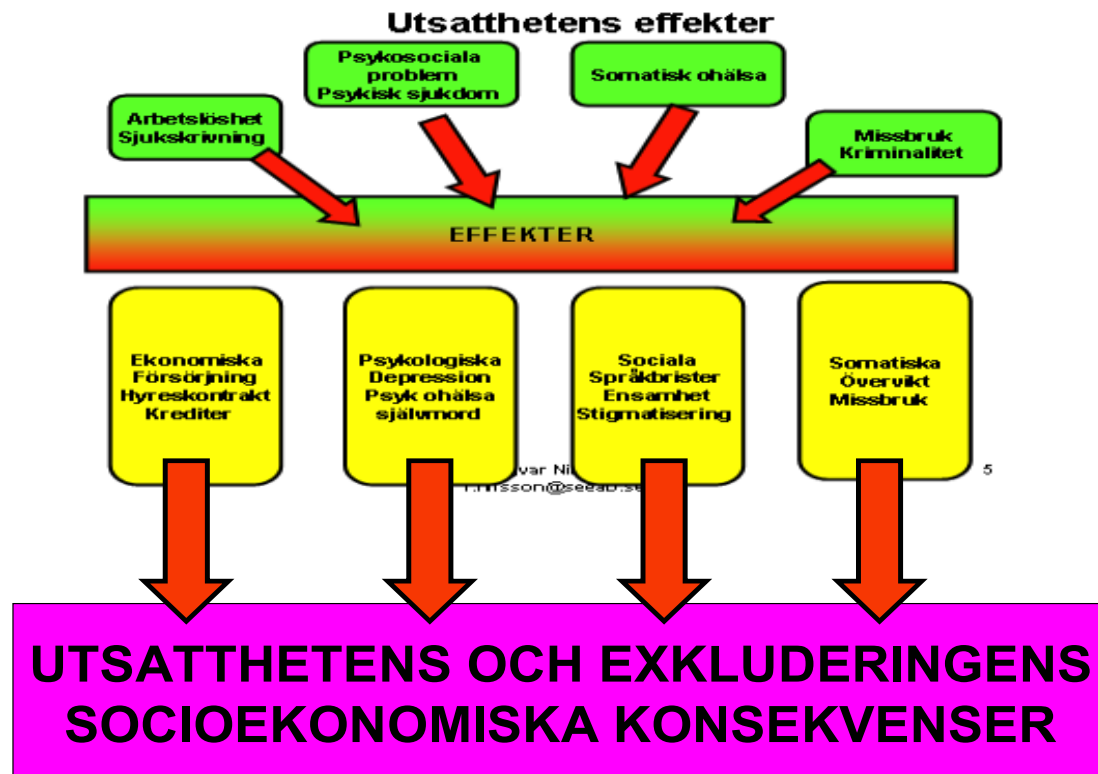 Utsatthetens effekter
Psykosociala
problem
Psykisk sjukdom
Somatisk ohälsa
Arbetslöshet
Sjukskrivning
Missbruk
Kriminalitet
EFFEKTER
Ekonomiska
Försörjning
Hyreskontrakt
Krediter
Psykologiska
Depression
Psyk ohälsa
självmord
Sociala
Språkbrister
Ensamhet
Stigmatisering
Somatiska
Övervikt
Missbruk
5
UTSATTHETENS OCH EXKLUDERINGENS
SOCIOEKONOMISKA KONSEKVENSER